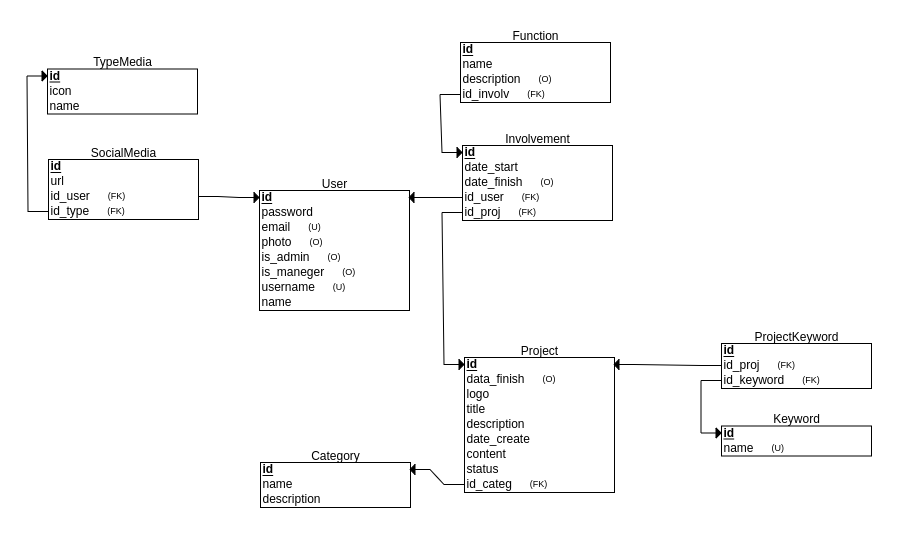 Function
id
name
description (O)
id_involv (FK)
TypeMedia
id
icon
name
Involvement
id
date_start
date_finish (O)
id_user (FK)
id_proj (FK)
SocialMedia
id
url
id_user (FK)
id_type (FK)
User
id
password
email (U)
photo (O)
is_admin (O)
is_maneger (O)
username (U)
name
ProjectKeyword
id
id_proj (FK)
id_keyword (FK)
Project
id
data_finish (O)
logo
title
description
date_create
content
status
id_categ (FK)
Keyword
id
name (U)
Category
id
name
description